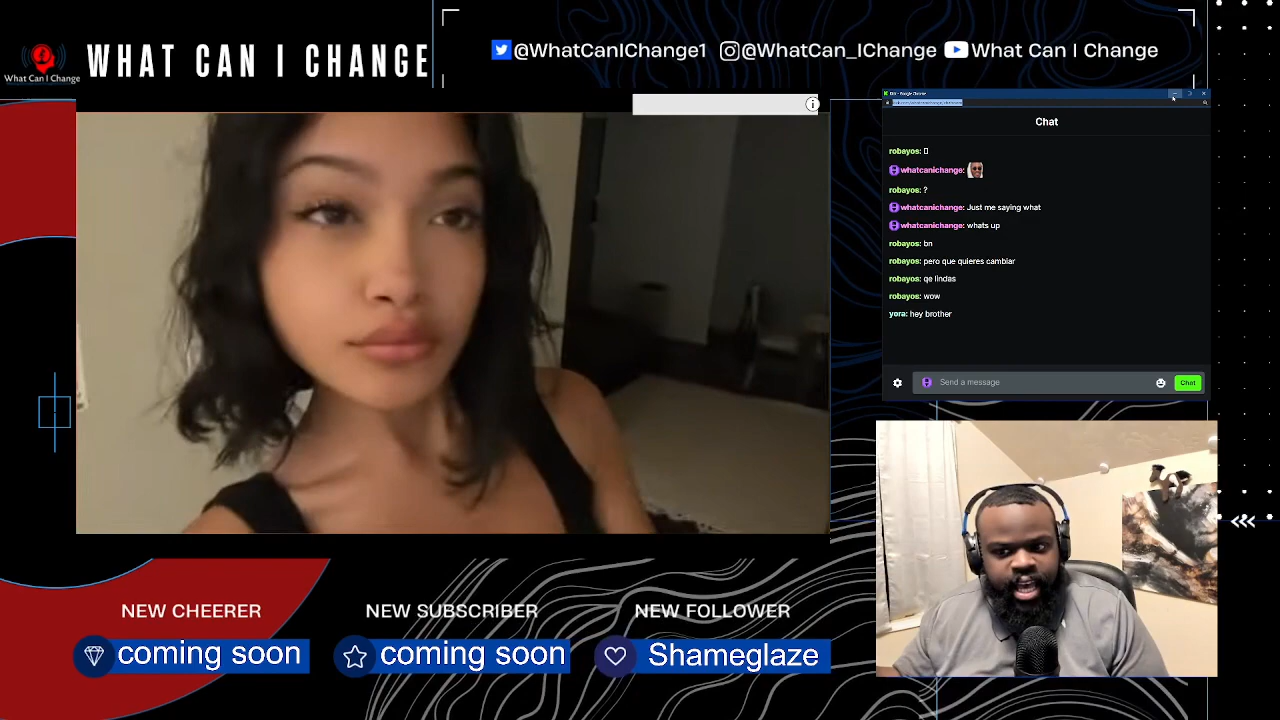 What Can I Change
WHAT CAN I CHANGE
@WhatCanIChange1
@WhatCan_IChange
What Can I Change
Chat
robayos:
whatcanichange:
robayos: ?
whatcanichange: Just me saying what
whatcanichange: whats up
robayos: bn
robayos: pero que quieres cambiar
robayos: qe lindas
robayos: wow
yora: hey brother
Send a message
Chat
NEW CHEERER
coming soon
NEW SUBSCRIBER
coming soon
NEW FOLLOWER
Shameglaze